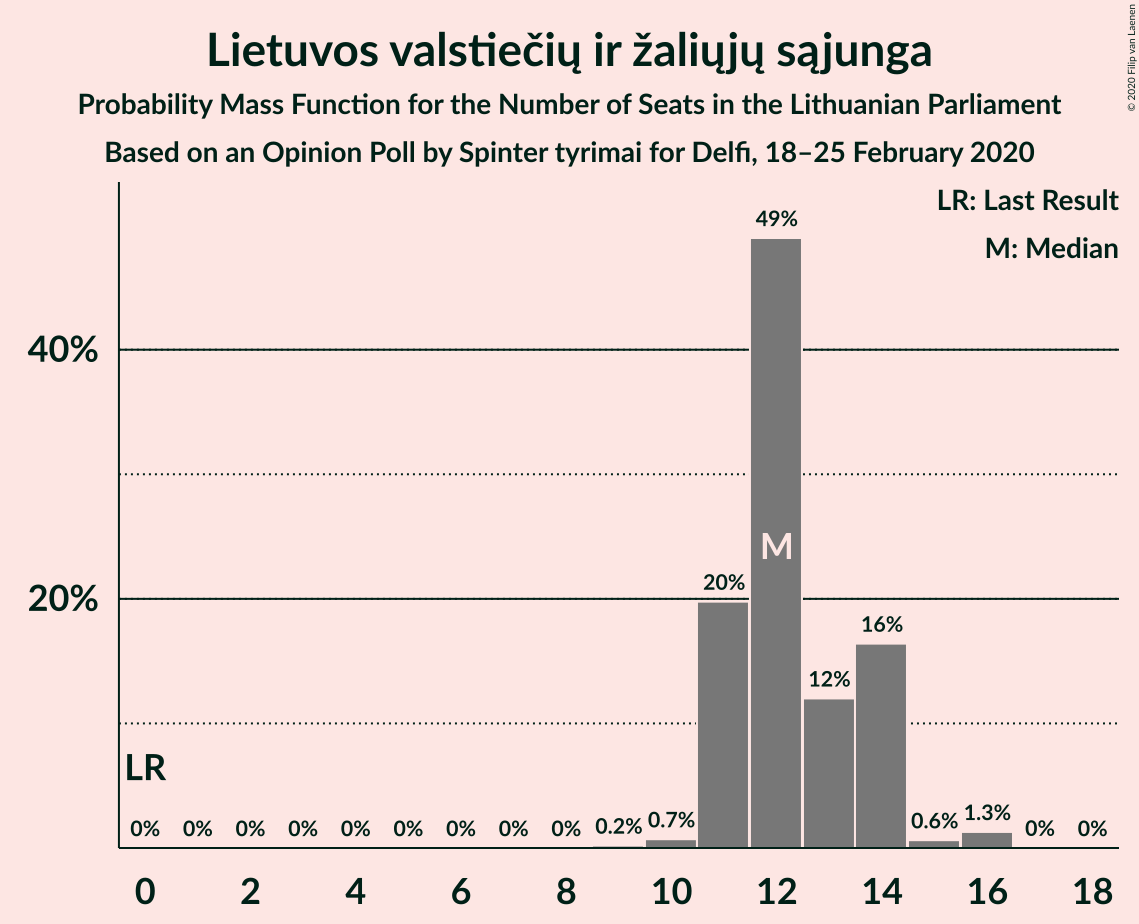 Lietuvos valstiečių ir žaliųjų sąjunga
Probability Mass Function for the Number of Seats in the Lithuanian Parliament
Based on an Opinion Poll by Spinter tyrimai for Delfi, 18–25 February 2020
© 2020 Filip van Laenen
LR: Last Result
M: Median
49%
40%
M
20%
20%
16%
12%
LR
0% 0% 0% 0% 0% 0% 0% 0% 0% 0.2% 0.7% 0.6% 1.3% 0% 0%
0 2 4 6 8 10 12 14 16 18